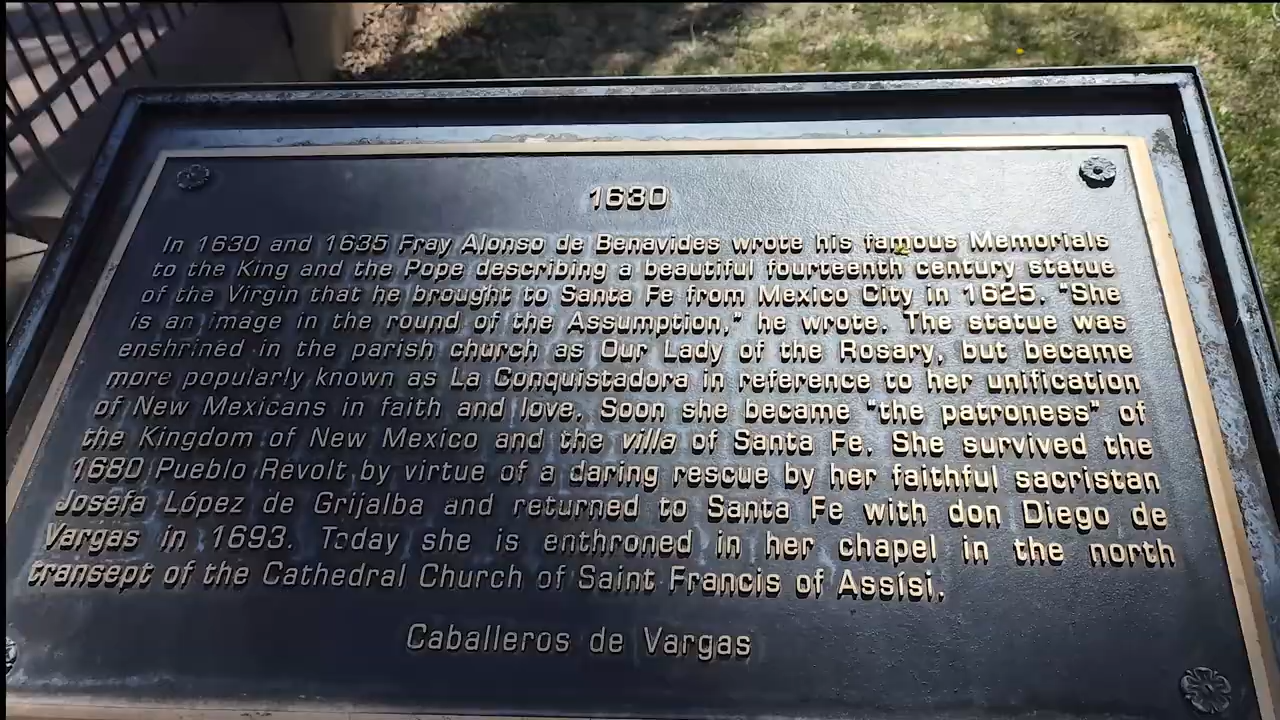 1630
In 1630 and 1635 Fray Alonso de Benavides wrote his famous Memorials
to the King and the Pope describing a beautiful fourteenth century statue
of the Virgin that he brought to Santa Fe from Mexico City in 1625. "She
is an image in the round of the Assumption," he wrote. The statue was
enshrined in the parish church as Our Lady of the Rosary, but became
more popularly known as La Conquistadora in reference to her unification
of New Mexicans in faith and love. Soon she became "the patroness" of
the Kingdom of New Mexico and the villa of Santa Fe. She survived the
1680 Pueblo Revolt by virtue of a daring rescue by her faithful sacristan
Josefa López de Grijalba and returned to Santa Fe with don Diego de
Vargas in 1693. Today she is enthroned in her chapel in the north
transept of the Cathedral Church of Saint Francis of Assísi.
Caballeros de Vargas